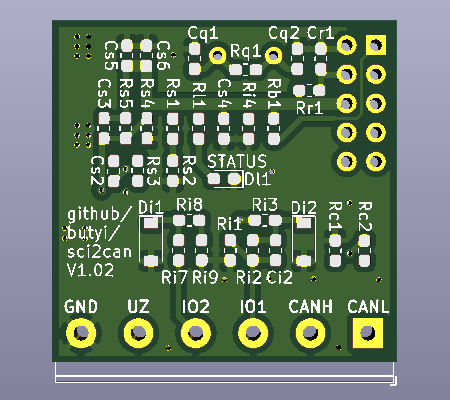 Cq1 Cq2 Cr1
Rq1
Cs5 Cs6
Rr1
Cs3 Rs5 Rs4 Rs1 Cs4 Ri4 Rb1
Cs2 Rs3 Rs2
STATUS
Dl1
github/
butyi/
sci2can
V1.02
Di1 Ri8 Ri3 Di2
Ri1
Rc1 Rc2
Ri7 Ri9 Ri2 Ci2
GND UZ IO2 IO1 CANH CANL